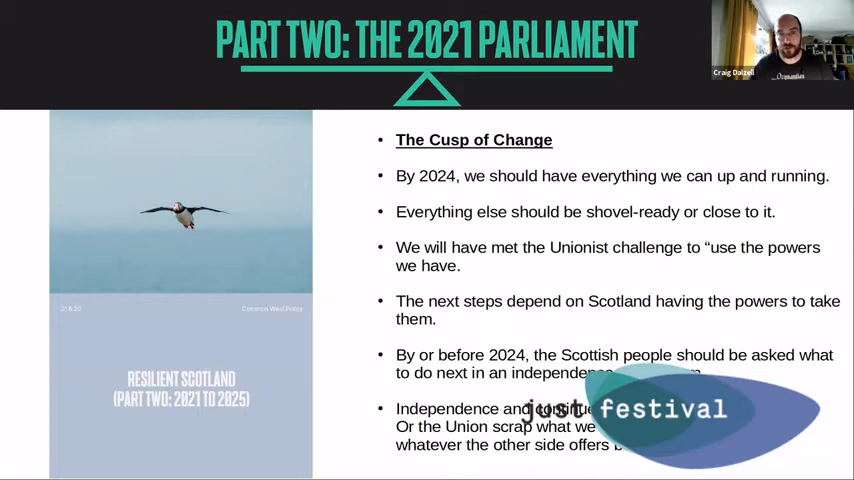 PART TWO: THE 2021 PARLIAMENT
Craig Dalzell
• The Cusp of Change
• By 2024, we should have everything we can up and running.
• Everything else should be shovel-ready or close to it.
• We will have met the Unionist challenge to “use the powers
we have.
• The next steps depend on Scotland having the powers to take
them.
• By or before 2024, the Scottish people should be asked what
to do next in an independence
• Independence and continue
Or the Union scrap what we
whatever the other side offers
21.8.20
Common Weal Policy
RESILIENT SCOTLAND
(PART TWO: 2021 TO 2025)
just festival